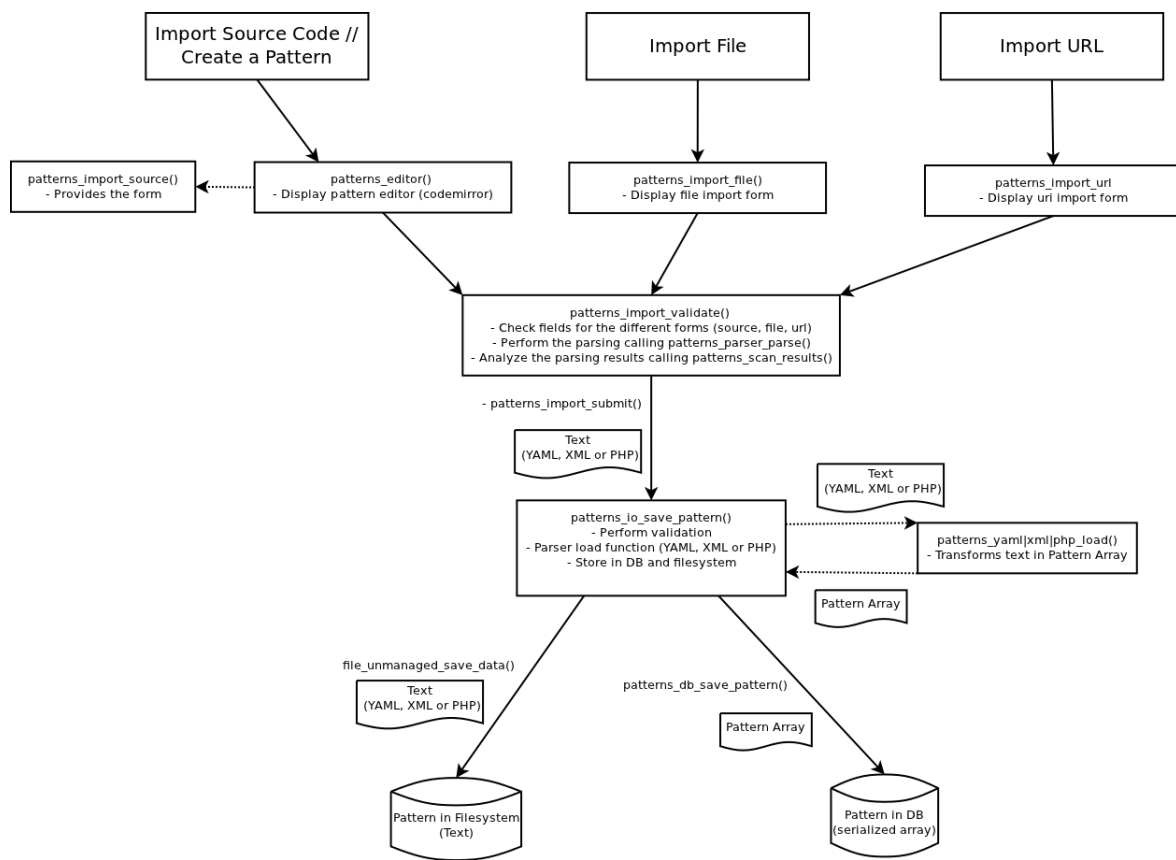 Import Source Code //
Create a Pattern
Import File
Import URL
patterns_import_source()
- Provides the form
patterns_editor()
- Display pattern editor (codemirror)
patterns_import_file()
- Display file import form
patterns_import_url
- Display url import form
patterns_import_validate()
- Check fields for the different forms (source, file, url)
- Perform the parsing calling patterns_parser_parse()
- Analyze the parsing results calling patterns_scan_results()
- patterns_import_submit()
Text
(YAML, XML or PHP)
Text
(YAML, XML or PHP)
patterns_io_save_pattern()
- Perform validation
- Parser load function (YAML, XML or PHP)
- Store in DB and filesystem
patterns_yaml|xml|php_load()
- Transforms text in Pattern Array
Pattern Array
file_unmanaged_save_data()
Text
(YAML, XML or PHP)
patterns_db_save_pattern()
Pattern Array
Pattern in Filesystem
(Text)
Pattern in DB
(serialized array)